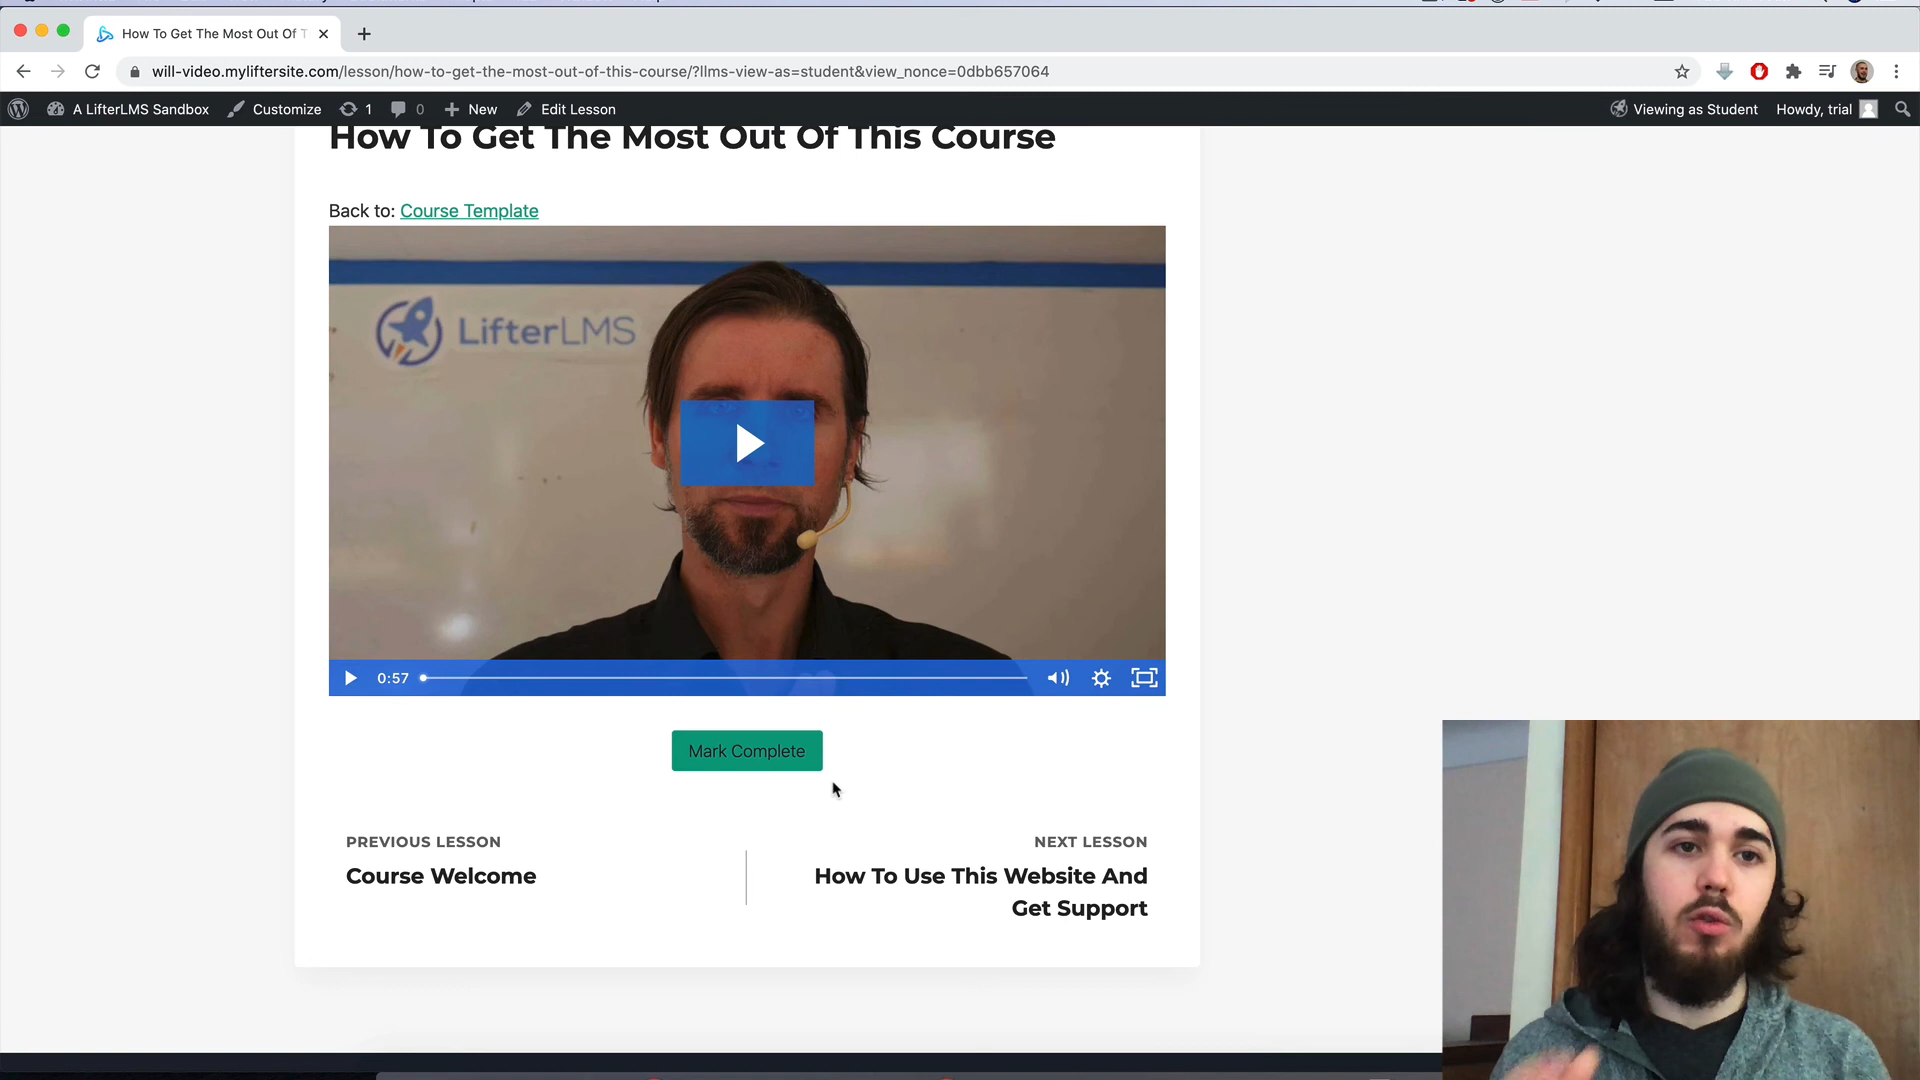 How To Get The Most Out Of T
will-video.myliftersite.com/lesson/how-to-get-the-most-out-of-this-course/?llms-view-as=student&view_nonce=0dbb657064
A LifterLMS Sandbox Customize 1 0 New Edit Lesson Viewing as Student Howdy, trial
How To Get The Most Out Of This Course
Back to: Course Template
LifterLMS
0:57
Mark Complete
PREVIOUS LESSON
Course Welcome
NEXT LESSON
How To Use This Website And
Get Support